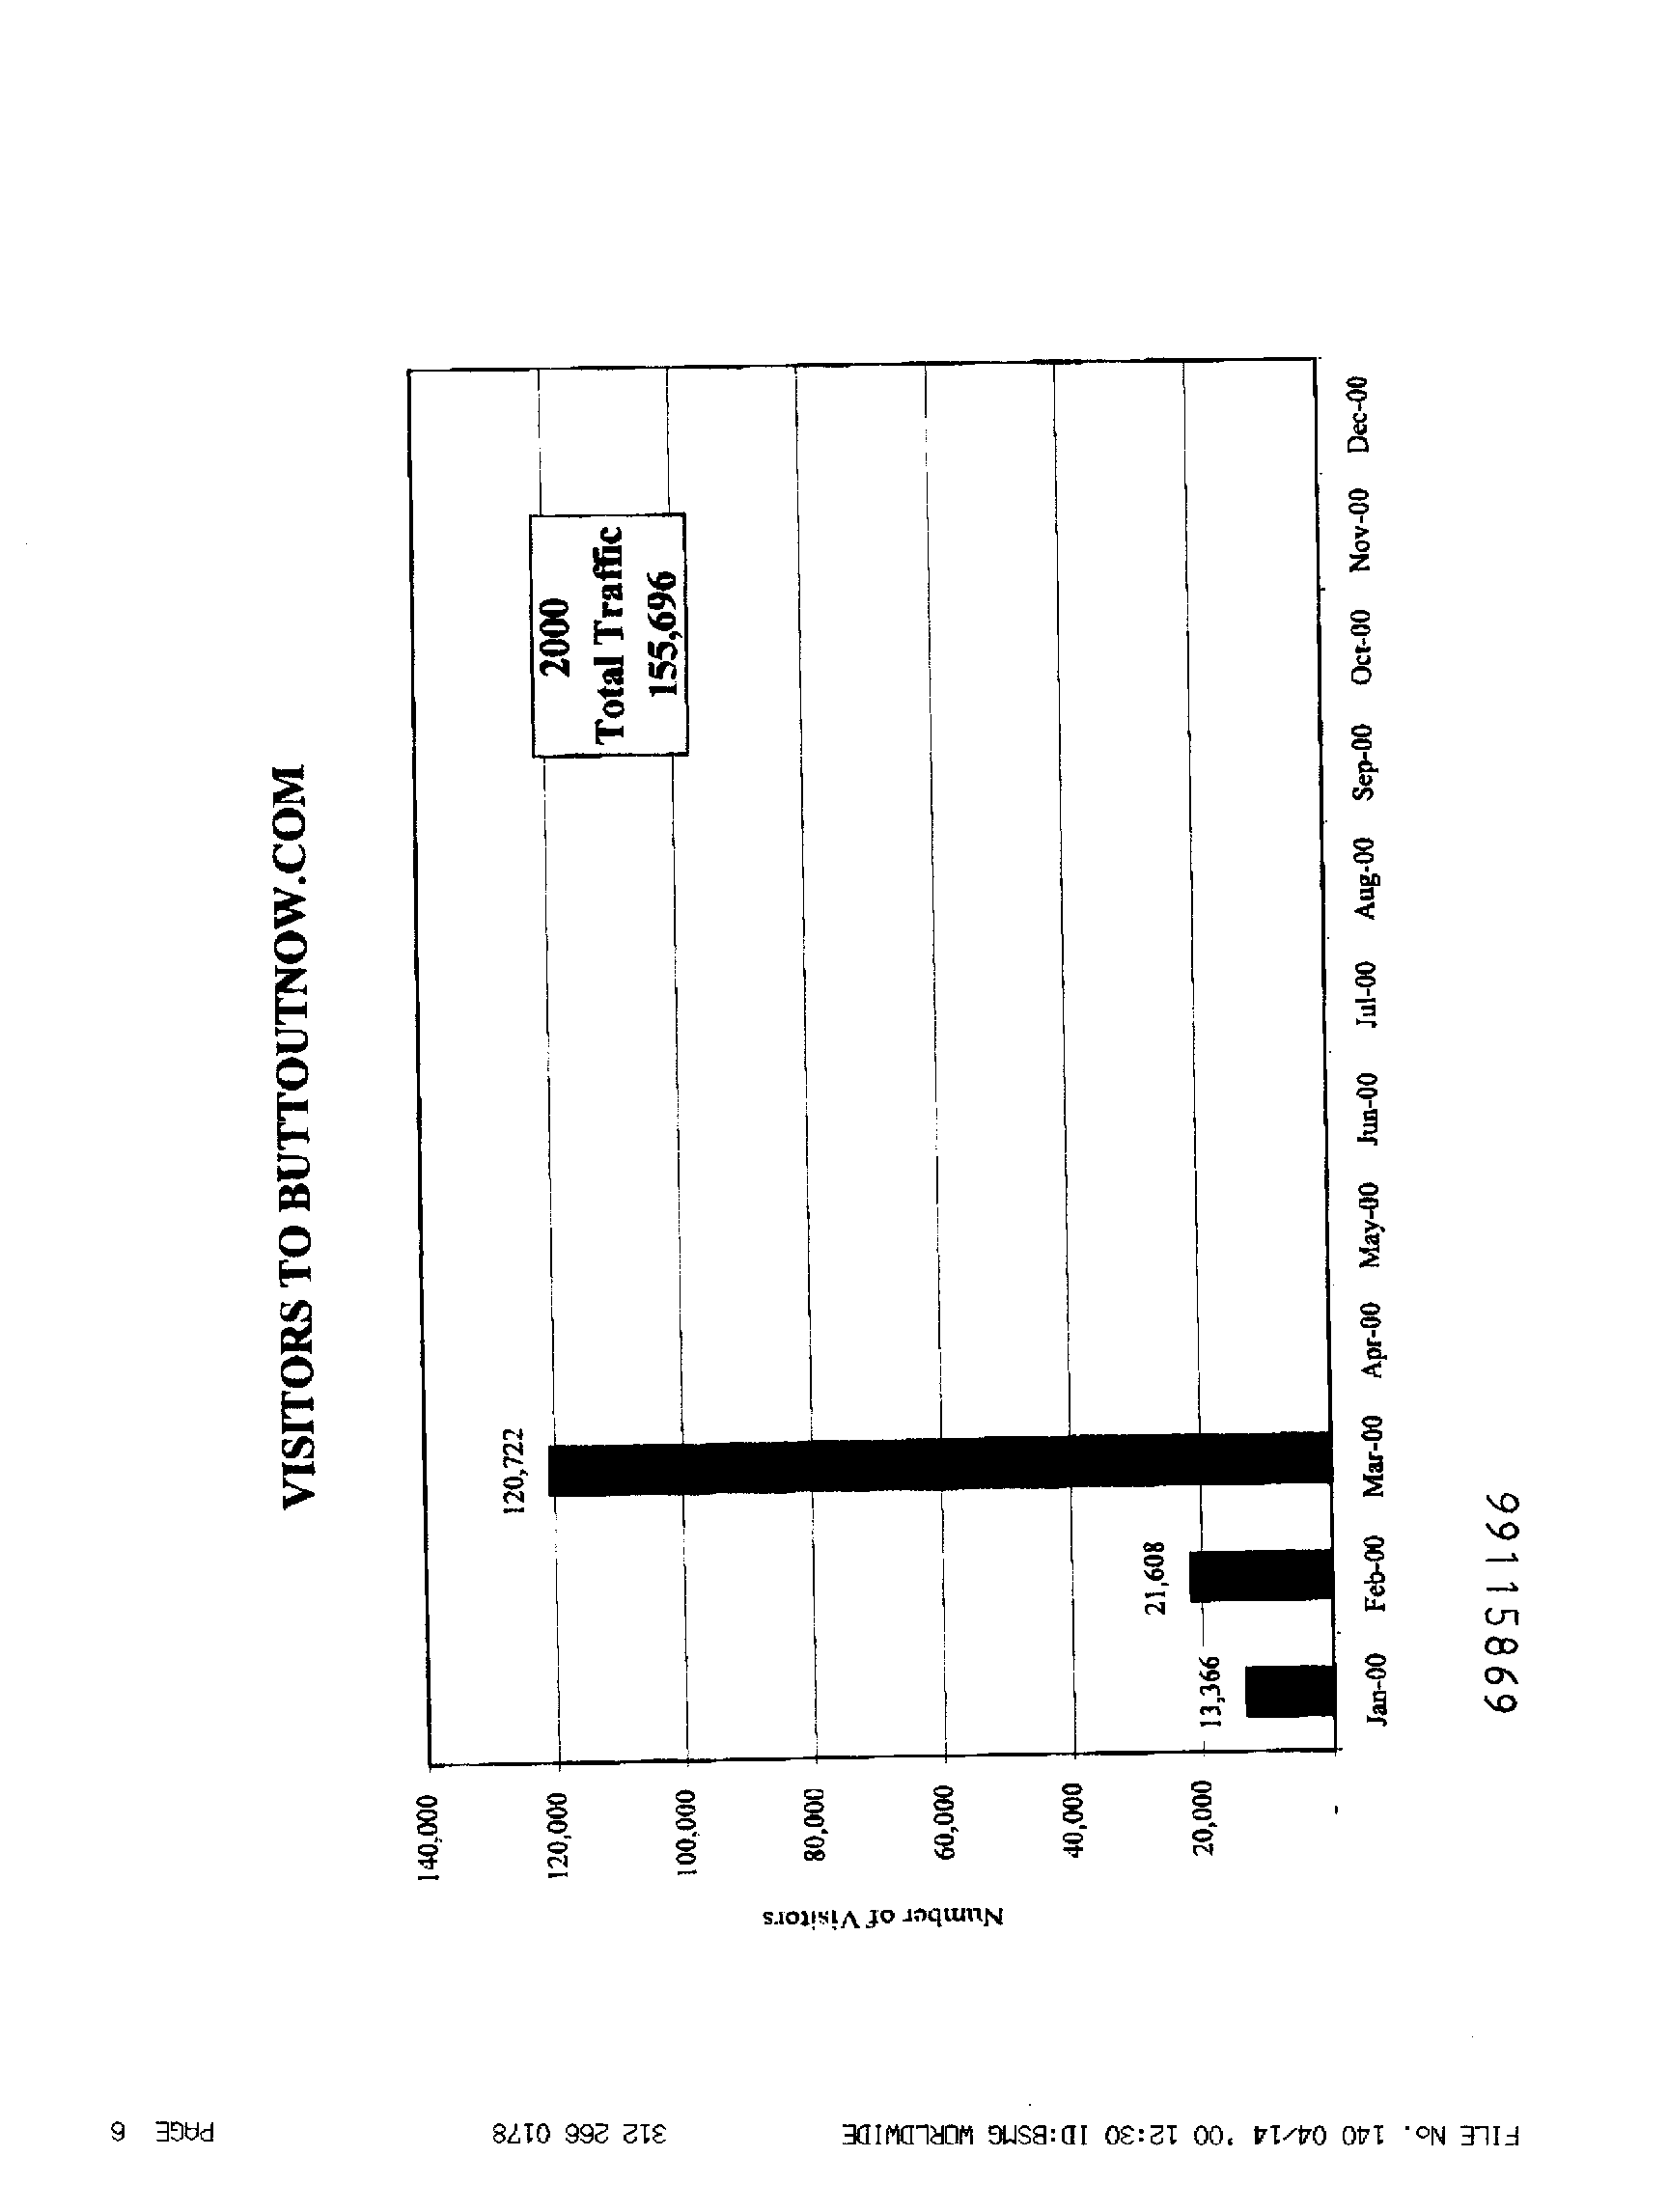 VISITORS TO BUTTOUTNOW.COM
Number of Visitors
140,000
120,000
100,000
80,000
60,000
40,000
20,000
-
13,366
21,608
120,722
2000
Total Traffic
155,696
Jan-00 Feb-00 Mar-00 Apr-00 May-00 Jun-00 Jul-00 Aug-00 Sep-00 Oct-00 Nov-00 Dec-00
99115869
FILE No. 140 04/14 '00 12:30 ID:BSMG WORLDWIDE 312 266 0178 PAGE 6